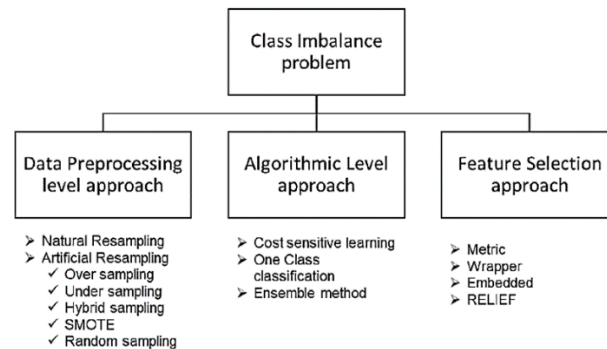 Class Imbalance
problem
Data Preprocessing
level approach
Algorithmic Level
approach
Feature Selection
approach
➢ Natural Resampling
➢ Artificial Resampling
✓ Over sampling
✓ Under sampling
✓ Hybrid sampling
✓ SMOTE
✓ Random sampling
➢ Cost sensitive learning
➢ One Class
classification
➢ Ensemble method
➢ Metric
➢ Wrapper
➢ Embedded
➢ RELIEF